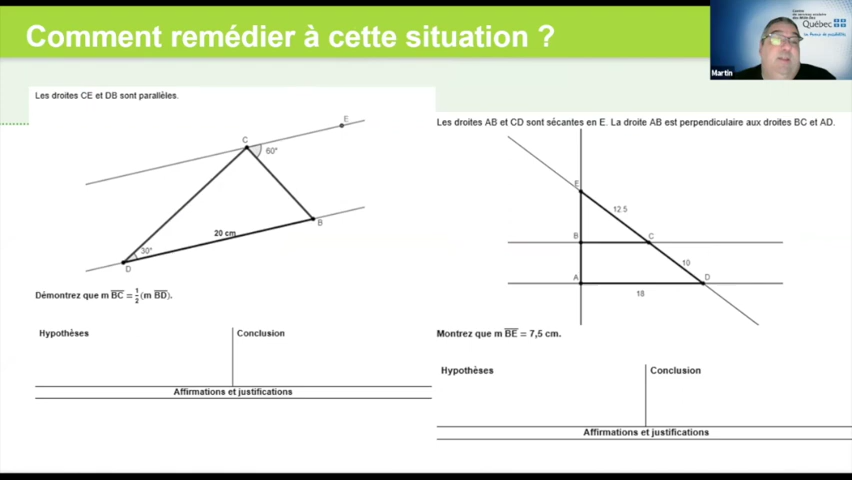 Comment remédier à cette situation ?
Québec
Martin
Les droites CE et DB sont parallèles.
E
C
60°
B
20 cm
30°
D
Démontrez que m BC = 1/2 (m BD).
Hypothèses
Conclusion
Affirmations et justifications
Les droites AB et CD sont sécantes en E. La droite AB est perpendiculaire aux droites BC et AD.
E
12.5
B
C
10
A
D
18
Montrez que m BE = 7,5 cm.
Hypothèses
Conclusion
Affirmations et justifications